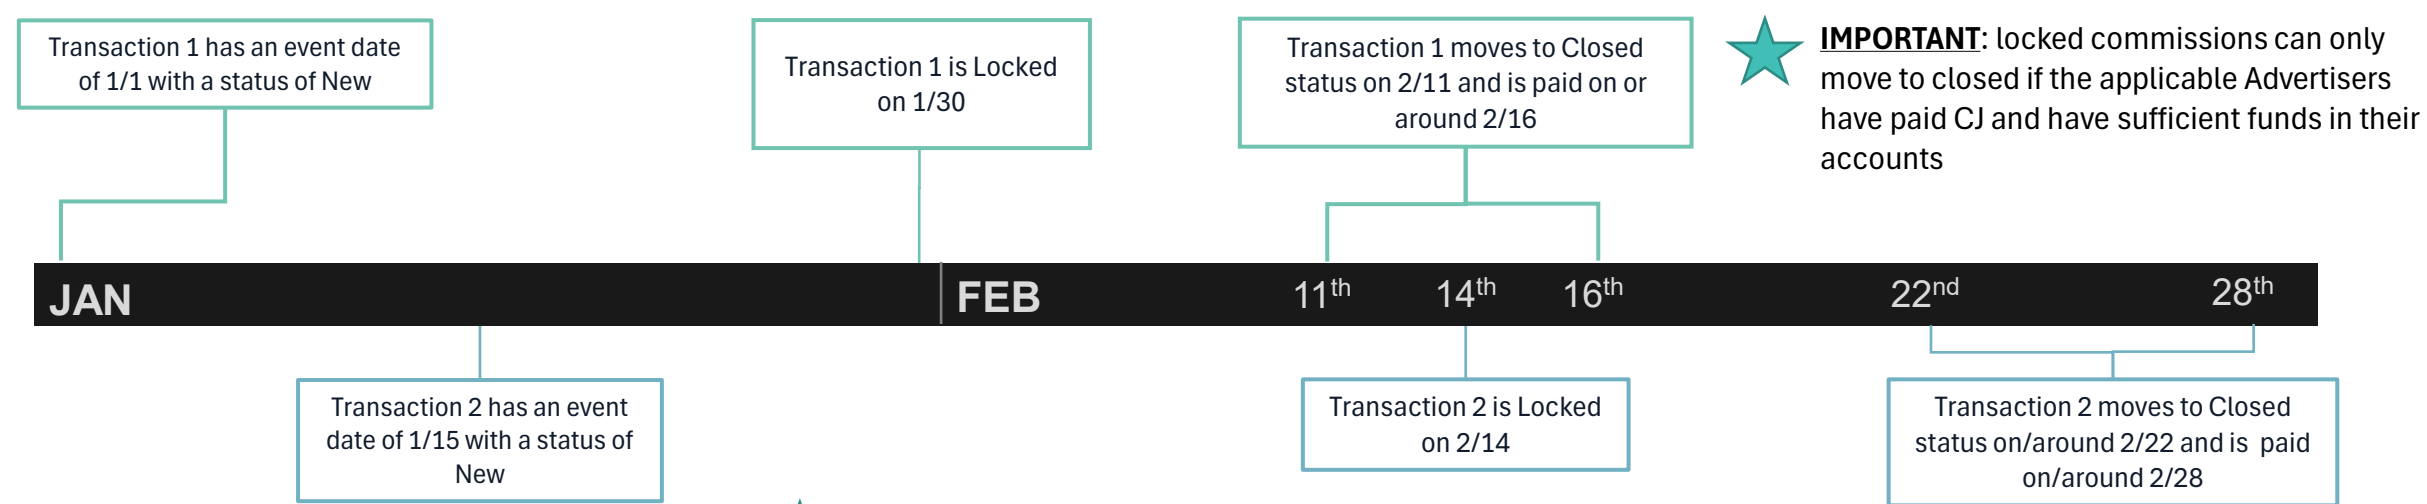 Transaction 1 has an event date
of 1/1 with a status of New
Transaction 1 is Locked
on 1/30
Transaction 1 moves to Closed
status on 2/11 and is paid on or
around 2/16
IMPORTANT: locked commissions can only
move to closed if the applicable Advertisers
have paid CJ and have sufficient funds in their
accounts
JAN FEB 11th 14th 16th 22nd 28th
Transaction 2 has an event
date of 1/15 with a status of
New
Transaction 2 is Locked
on 2/14
Transaction 2 moves to Closed
status on/around 2/22 and is paid
on/around 2/28